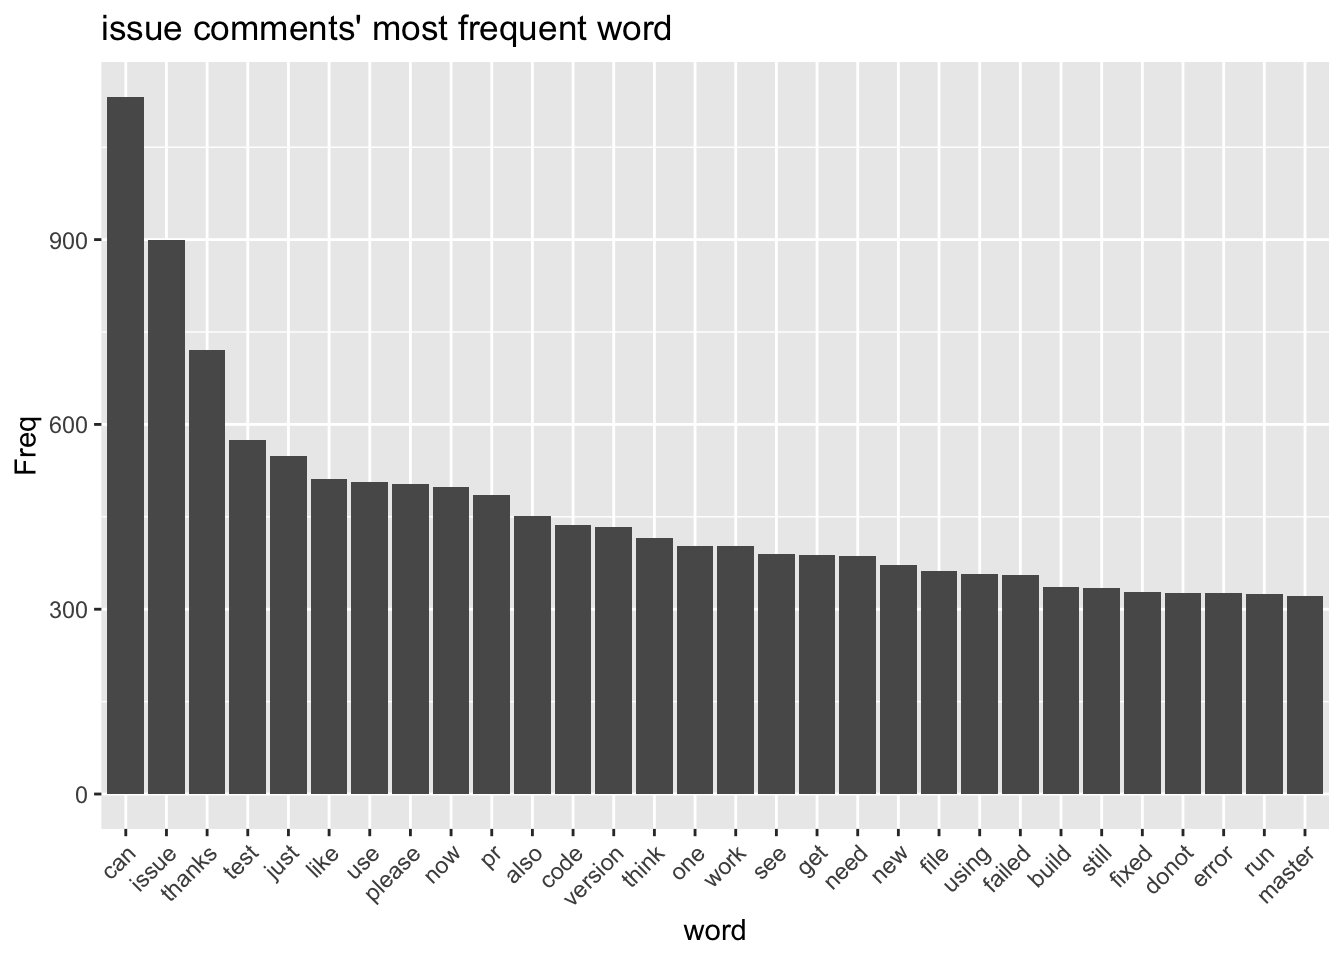 issue comments' most frequent word
Freq
900
600
300
0
can
issue
thanks
test
just
like
use
please
now
pr
also
code
version
think
one
work
see
get
need
new
file
using
failed
build
still
fixed
donot
error
run
master
word